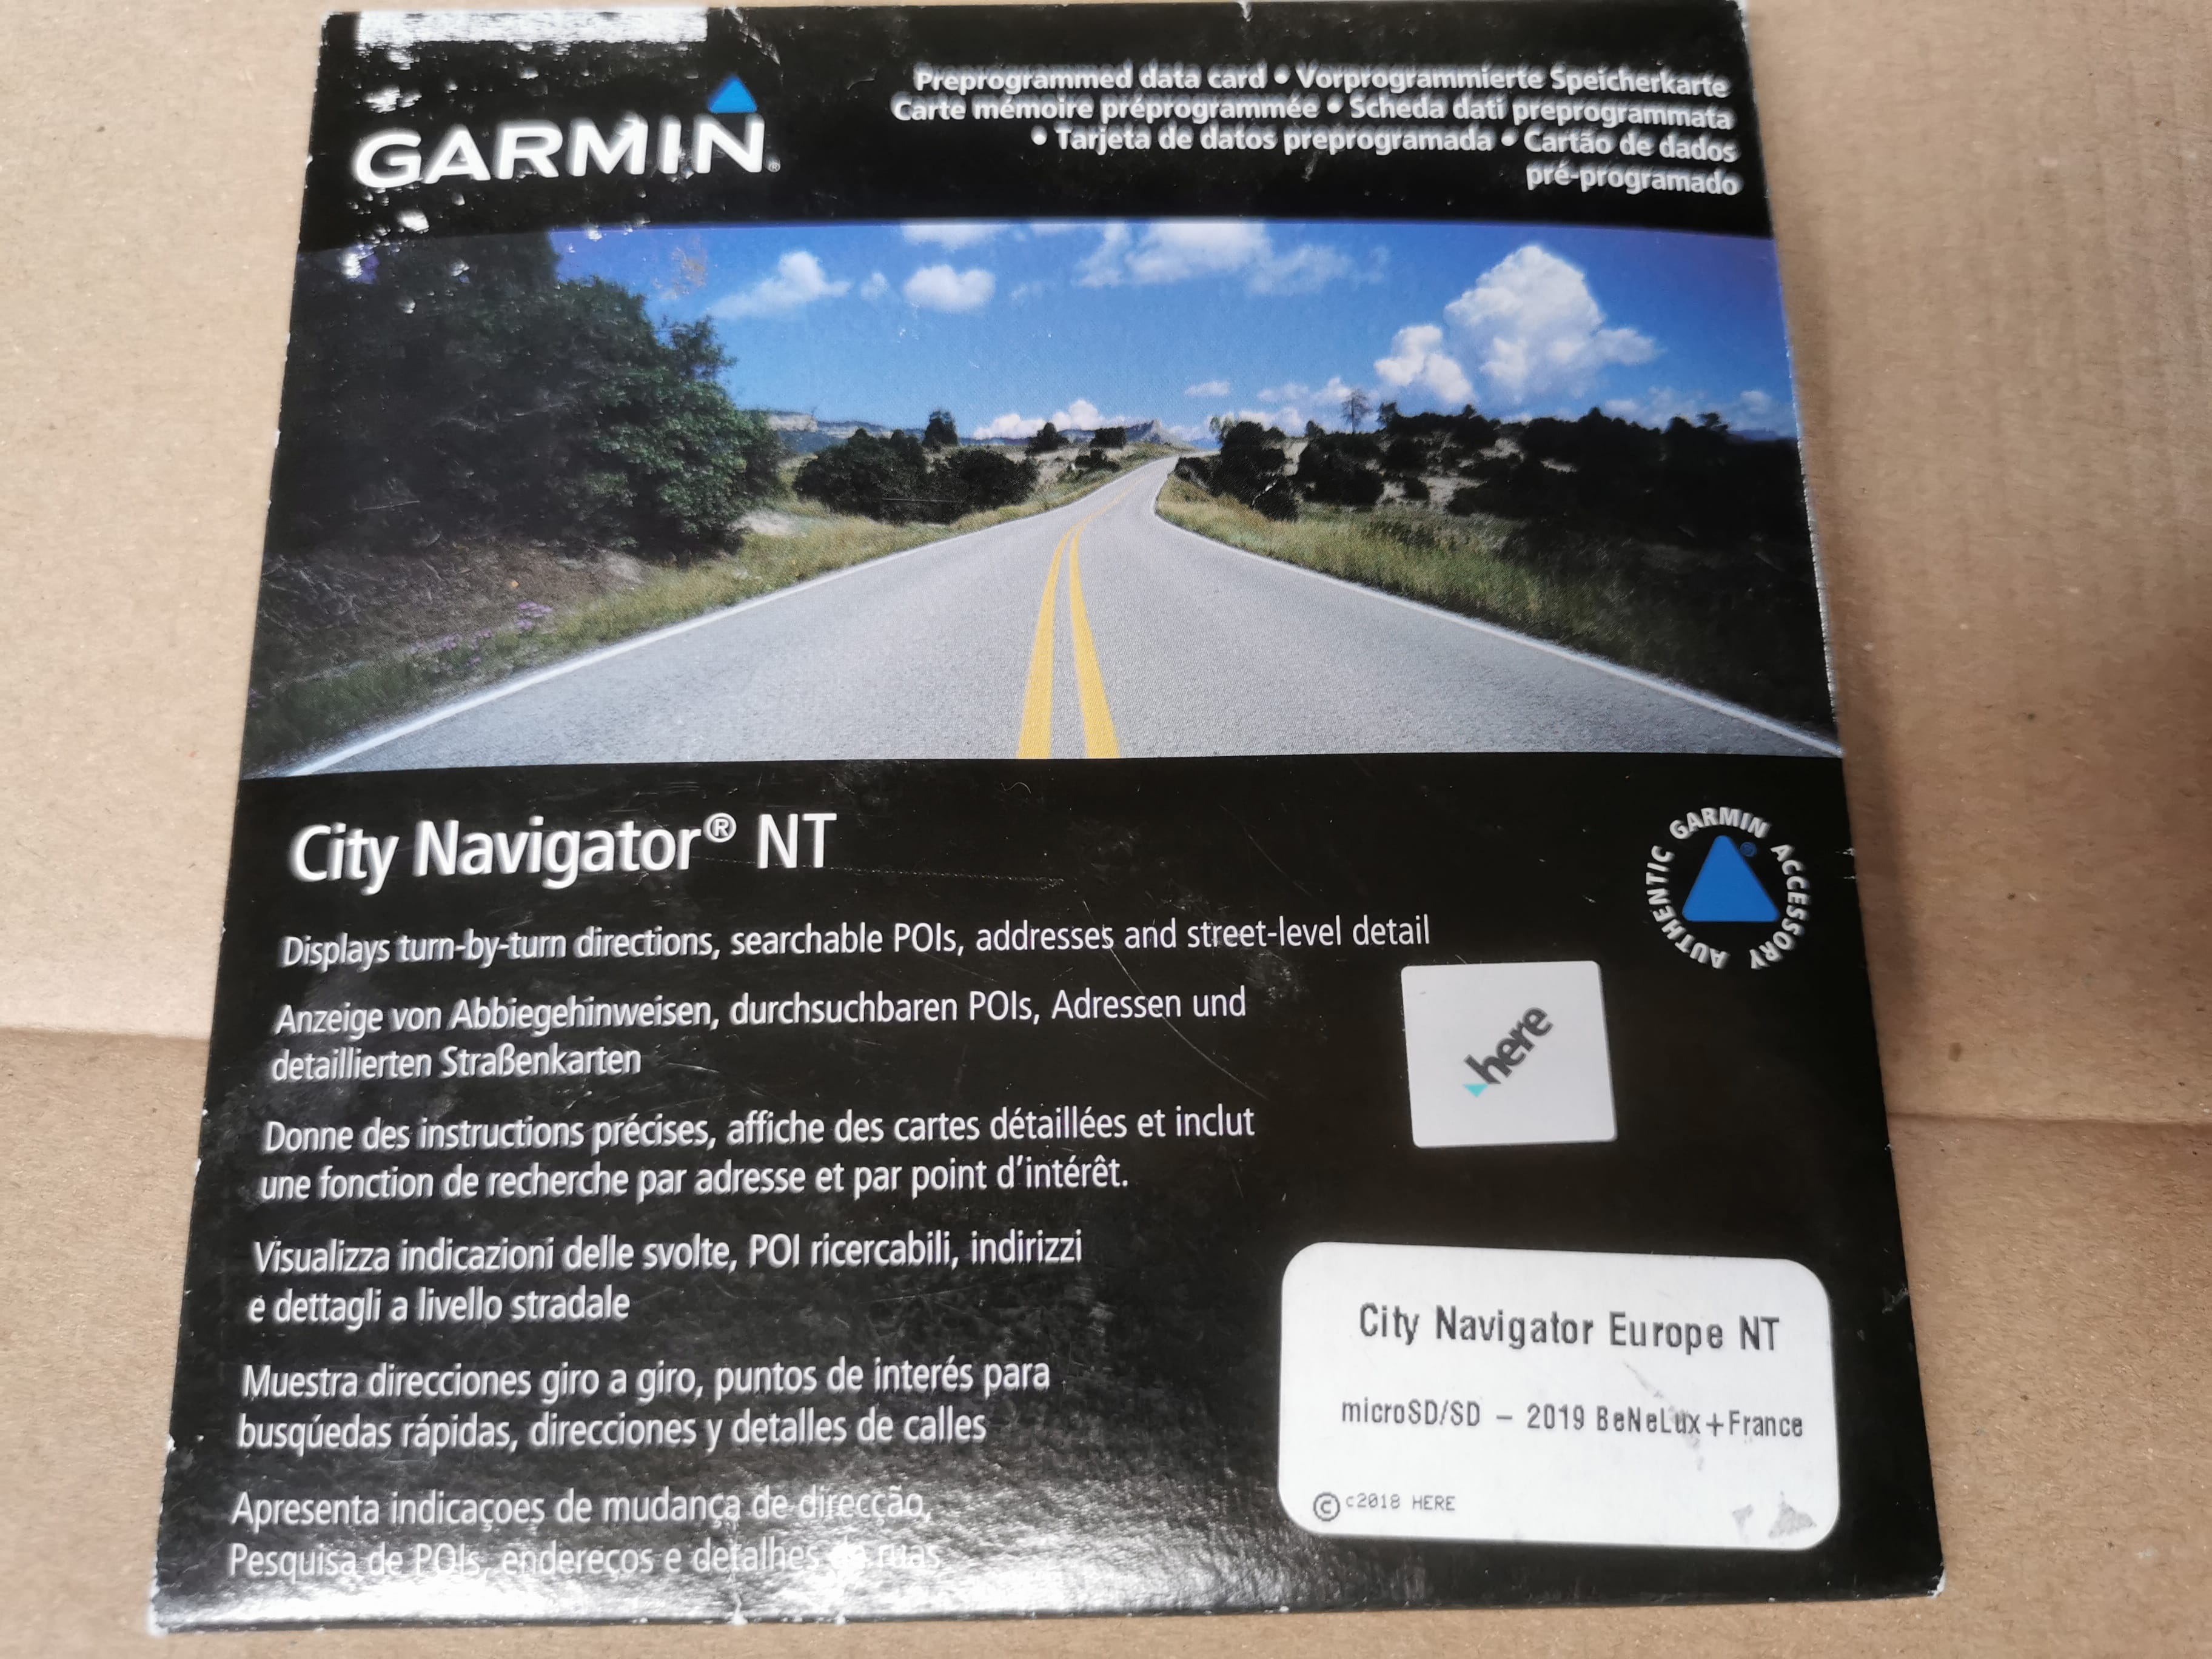 GARMIN®
Preprogrammed data card • Vorprogrammierte Speicherkarte
Carte mémoire préprogrammée • Scheda dati preprogrammata
• Tarjeta de datos preprogramada • Cartão de dados
pré-programado
City Navigator® NT
AUTHENTIC GARMIN ACCESSORY
®
Displays turn-by-turn directions, searchable POIs, addresses and street-level detail
Anzeige von Abbiegehinweisen, durchsuchbaren POIs, Adressen und
detaillierten Straßenkarten
here
Donne des instructions précises, affiche des cartes détaillées et inclut
une fonction de recherche par adresse et par point d'intérêt.
Visualizza indicazioni delle svolte, POI ricercabili, indirizzi
e dettagli a livello stradale
Muestra direcciones giro a giro, puntos de interés para
busqúedas rápidas, direcciones y detalles de calles
Apresenta indicaçoes de mudança de direcção,
Pesquisa de POIs, endereços e detalhes de ruas
City Navigator Europe NT
microSD/SD – 2019 BeNeLux+France
© c2018 HERE